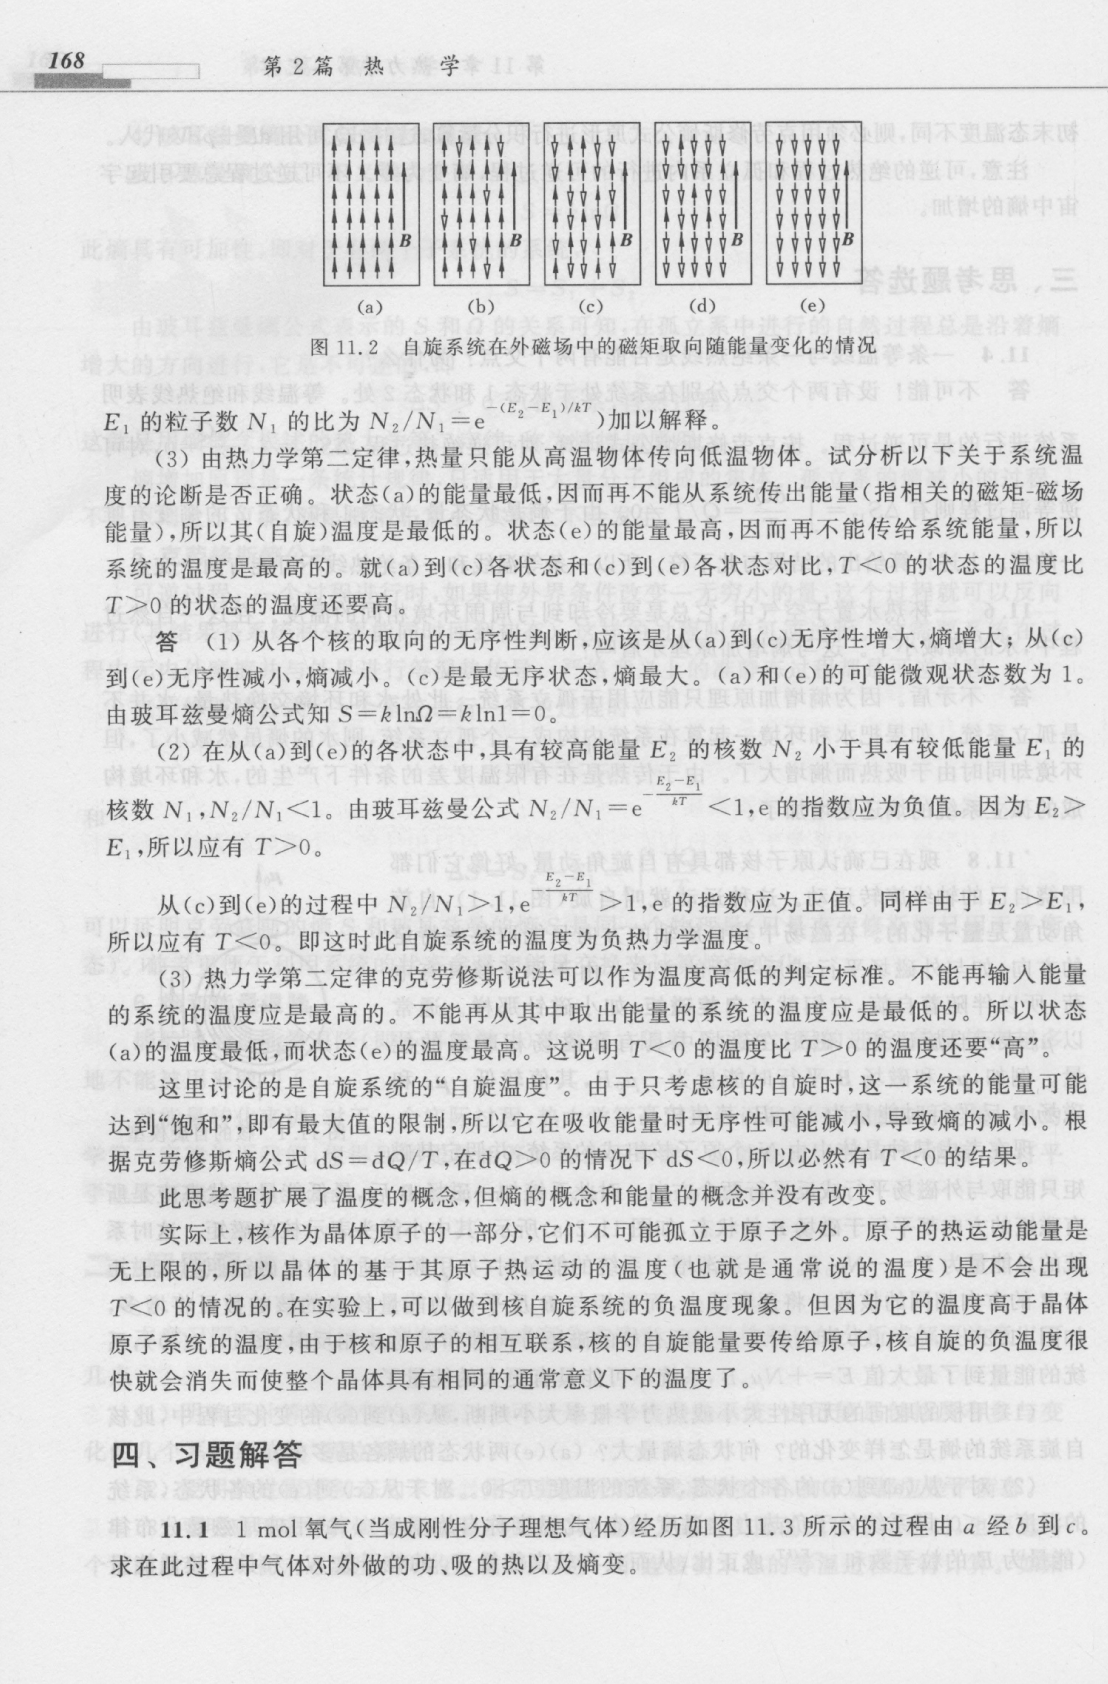 168
第2篇 热 学
B B B B B
(a) (b) (c) (d) (e)
图 11.2 自旋系统在外磁场中的磁矩取向随能量变化的情况
E₁ 的粒子数 N₁ 的比为 N₂/N₁=e^{-(E₂-E₁)/kT})加以解释。
(3) 由热力学第二定律,热量只能从高温物体传向低温物体。试分析以下关于系统温
度的论断是否正确。状态(a)的能量最低,因而再不能从系统传出能量(指相关的磁矩-磁场
能量),所以其(自旋)温度是最低的。状态(e)的能量最高,因而再不能传给系统能量,所以
系统的温度是最高的。就(a)到(c)各状态和(c)到(e)各状态对比,T<0 的状态的温度比
T>0 的状态的温度还要高。
答 (1) 从各个核的取向的无序性判断,应该是从(a)到(c)无序性增大,熵增大；从(c)
到(e)无序性减小,熵减小。(c)是最无序状态,熵最大。(a)和(e)的可能微观状态数为 1。
由玻耳兹曼熵公式知 S=klnΩ=kln1=0。
(2) 在从(a)到(e)的各状态中,具有较高能量 E₂ 的核数 N₂ 小于具有较低能量 E₁ 的
核数 N₁,N₂/N₁<1。由玻耳兹曼公式 N₂/N₁=e^{-\frac{E₂-E₁}{kT}}<1,e 的指数应为负值。因为 E₂>
E₁,所以应有 T>0。
从(c)到(e)的过程中 N₂/N₁>1,e^{-\frac{E₂-E₁}{kT}}>1,e 的指数应为正值。同样由于 E₂>E₁,
所以应有 T<0。即这时此自旋系统的温度为负热力学温度。
(3) 热力学第二定律的克劳修斯说法可以作为温度高低的判定标准。不能再输入能量
的系统的温度应是最高的。不能再从其中取出能量的系统的温度应是最低的。所以状态
(a)的温度最低,而状态(e)的温度最高。这说明 T<0 的温度比 T>0 的温度还要“高”。
这里讨论的是自旋系统的“自旋温度”。由于只考虑核的自旋时,这一系统的能量可能
达到“饱和”,即有最大值的限制,所以它在吸收能量时无序性可能减小,导致熵的减小。根
据克劳修斯熵公式 dS=đQ/T,在đQ>0 的情况下 dS<0,所以必然有 T<0 的结果。
此思考题扩展了温度的概念,但熵的概念和能量的概念并没有改变。
实际上,核作为晶体原子的一部分,它们不可能孤立于原子之外。原子的热运动能量是
无上限的,所以晶体的基于其原子热运动的温度(也就是通常说的温度)是不会出现
T<0 的情况的。在实验上,可以做到核自旋系统的负温度现象。但因为它的温度高于晶体
原子系统的温度,由于核和原子的相互联系,核的自旋能量要传给原子,核自旋的负温度很
快就会消失而使整个晶体具有相同的通常意义下的温度了。
四、习题解答
11.1 1 mol 氧气(当成刚性分子理想气体)经历如图 11.3 所示的过程由 a 经 b 到 c。
求在此过程中气体对外做的功、吸的热以及熵变。